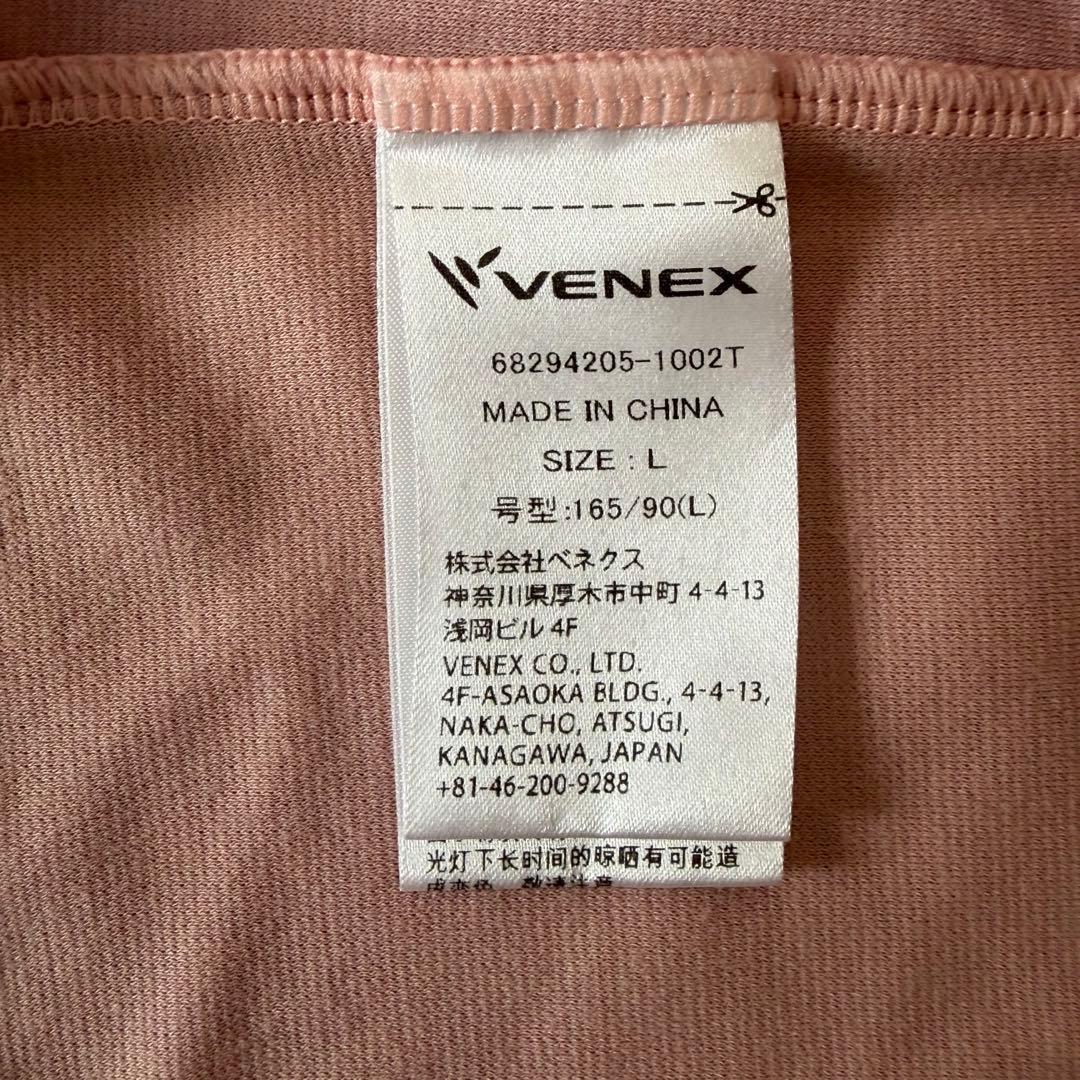 VENEX
68294205-1002T
MADE IN CHINA
SIZE : L
号型:165/90(L)
株式会社ベネクス
神奈川県厚木市中町 4-4-13
浅岡ビル 4F
VENEX CO., LTD.
4F-ASAOKA BLDG., 4-4-13,
NAKA-CHO, ATSUGI,
KANAGAWA, JAPAN
+81-46-200-9288
光灯下长时间的晾晒有可能造